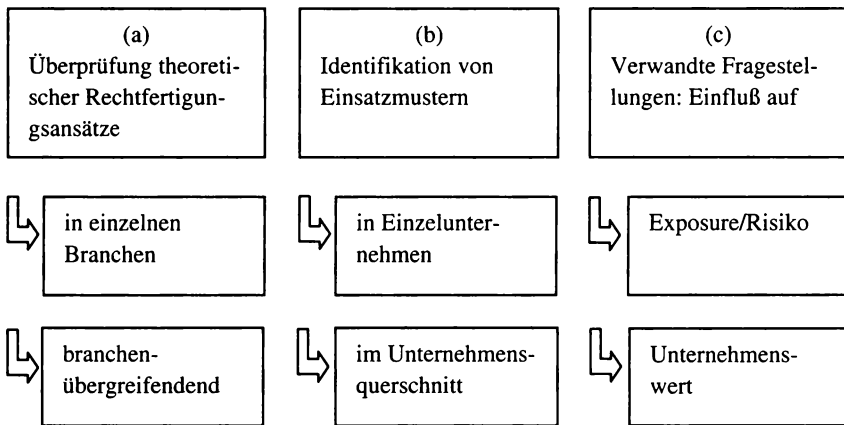 (a)
Überprüfung theoreti-
scher Rechtfertigun-
gsansätze
in einzelnen
Branchen
branchen-
übergreifendend
(b)
Identifikation von
Einsatzmustern
in Einzelunter-
nehmen
im Unternehmens-
querschnitt
(c)
Verwandte Fragestel-
lungen: Einfluß auf
Exposure/Risiko
Unternehmens-
wert